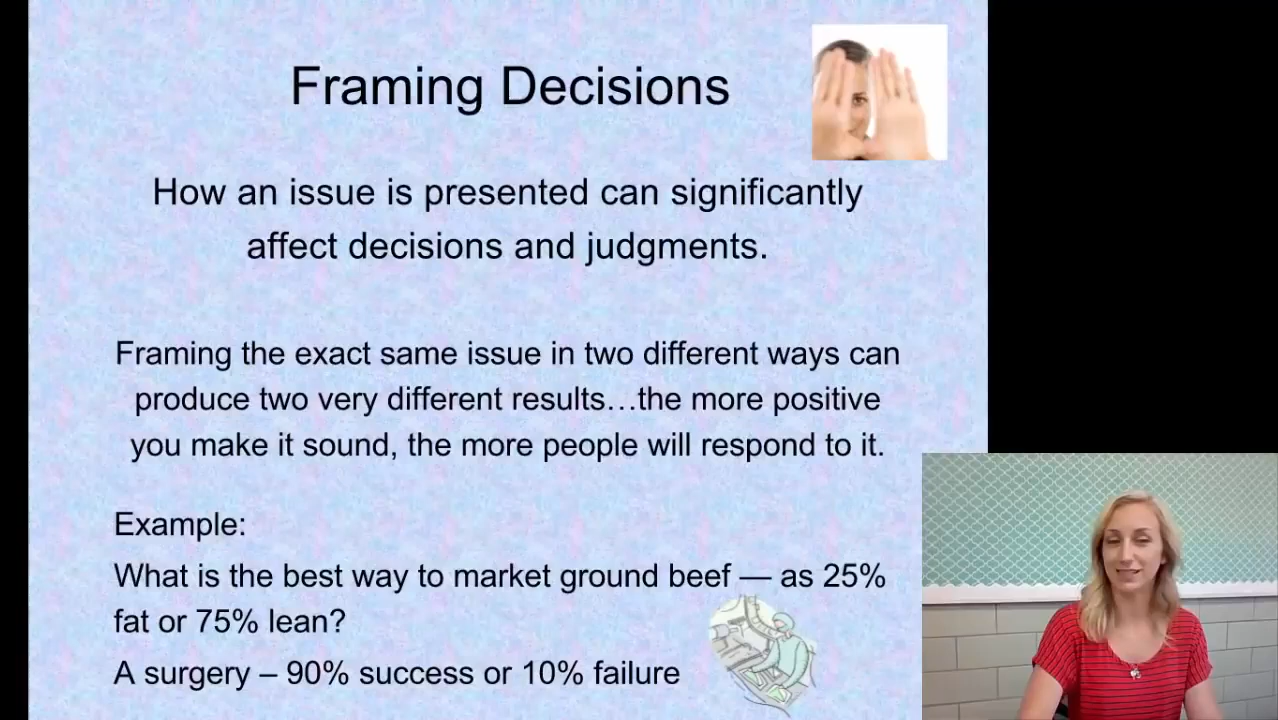 Framing Decisions
How an issue is presented can significantly
affect decisions and judgments.
Framing the exact same issue in two different ways can
produce two very different results…the more positive
you make it sound, the more people will respond to it.
Example:
What is the best way to market ground beef — as 25%
fat or 75% lean?
A surgery – 90% success or 10% failure